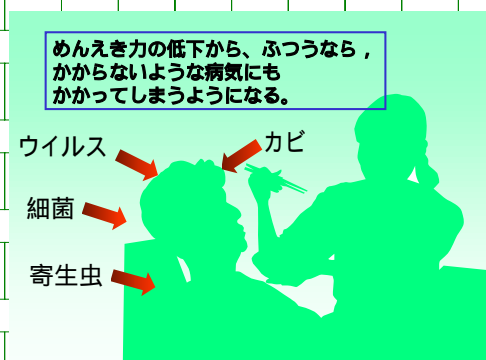 めんえき力の低下から、ふつうなら，
かからないような病気にも
かかってしまうようになる。
ウイルス
カビ
細菌
寄生虫